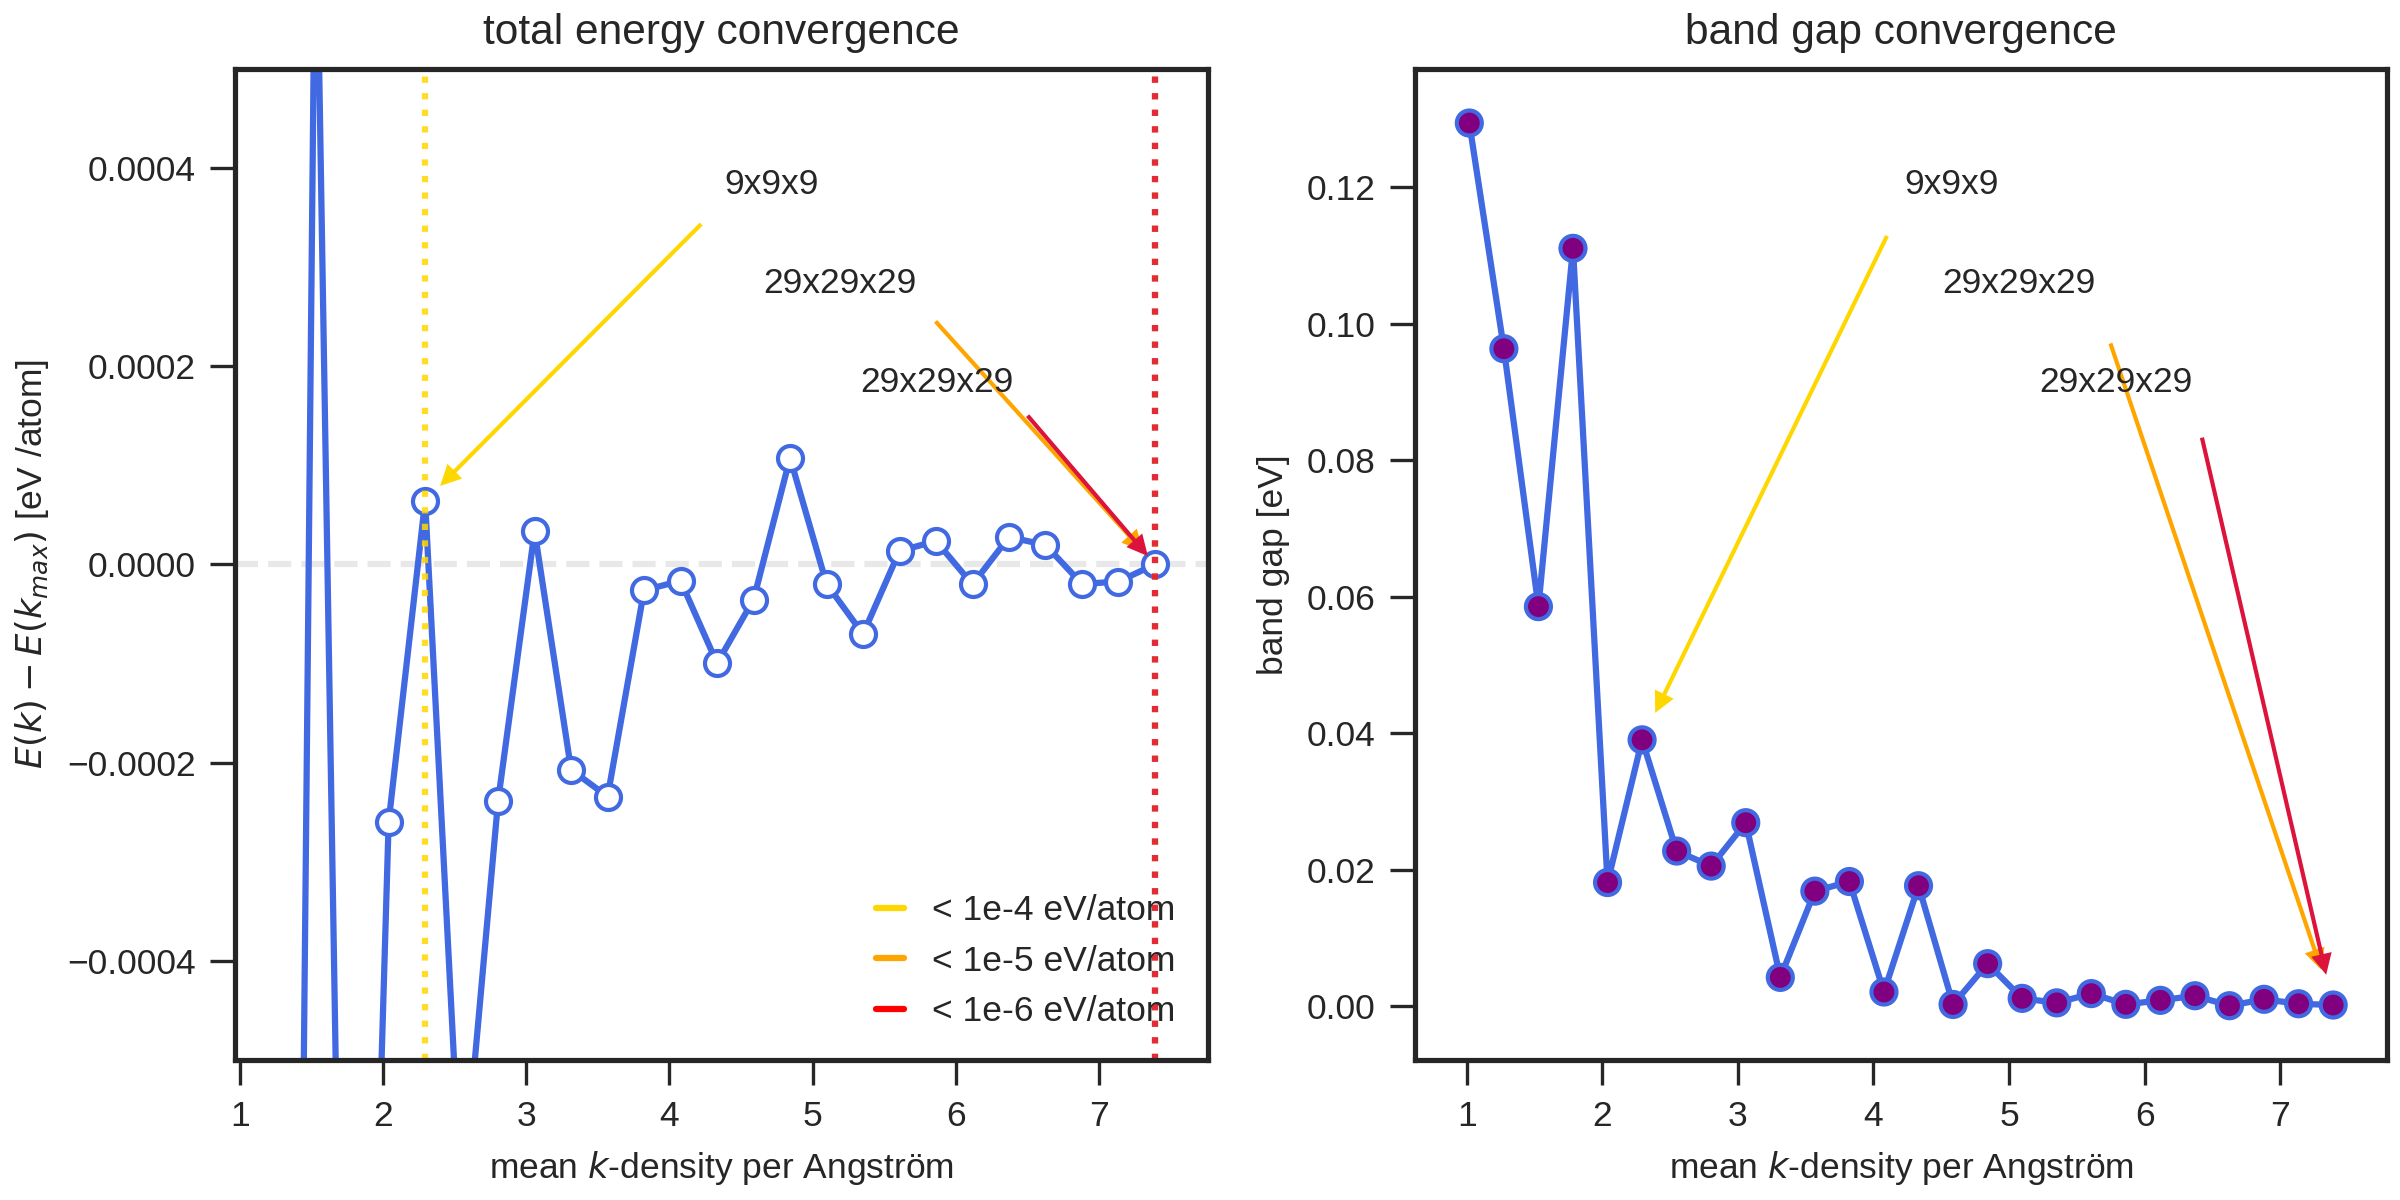 total energy convergence
E(k) − E(k_max) [eV /atom]
0.0004
0.0002
0.0000
−0.0002
−0.0004
9x9x9
29x29x29
29x29x29
< 1e-4 eV/atom
< 1e-5 eV/atom
< 1e-6 eV/atom
1 2 3 4 5 6 7
mean k-density per Angström
band gap convergence
band gap [eV]
0.12
0.10
0.08
0.06
0.04
0.02
0.00
9x9x9
29x29x29
29x29x29
1 2 3 4 5 6 7
mean k-density per Angström